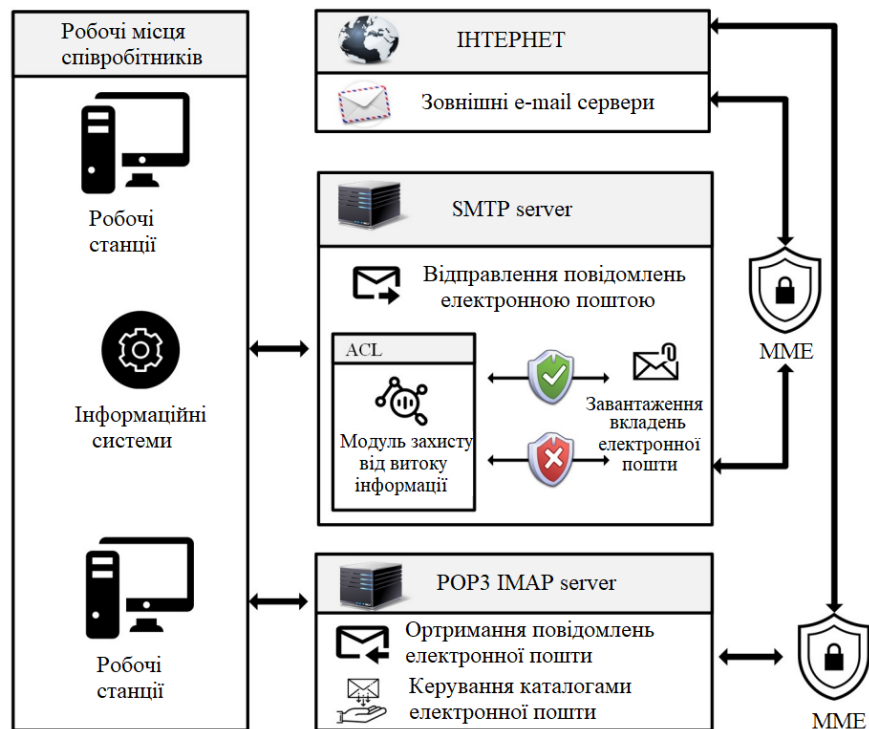 Робочі місця
співробітників
Робочі
станції
Інформаційні
системи
Робочі
станції
ІНТЕРНЕТ
Зовнішні e-mail сервери
SMTP server
Відправлення повідомлень
електронною поштою
ACL
Модуль захисту
від витоку
інформації
Завантаження
вкладень
електронної
пошти
MME
POP3 IMAP server
Ортримання повідомлень
електронної пошти
Керування каталогами
електронної пошти
MME